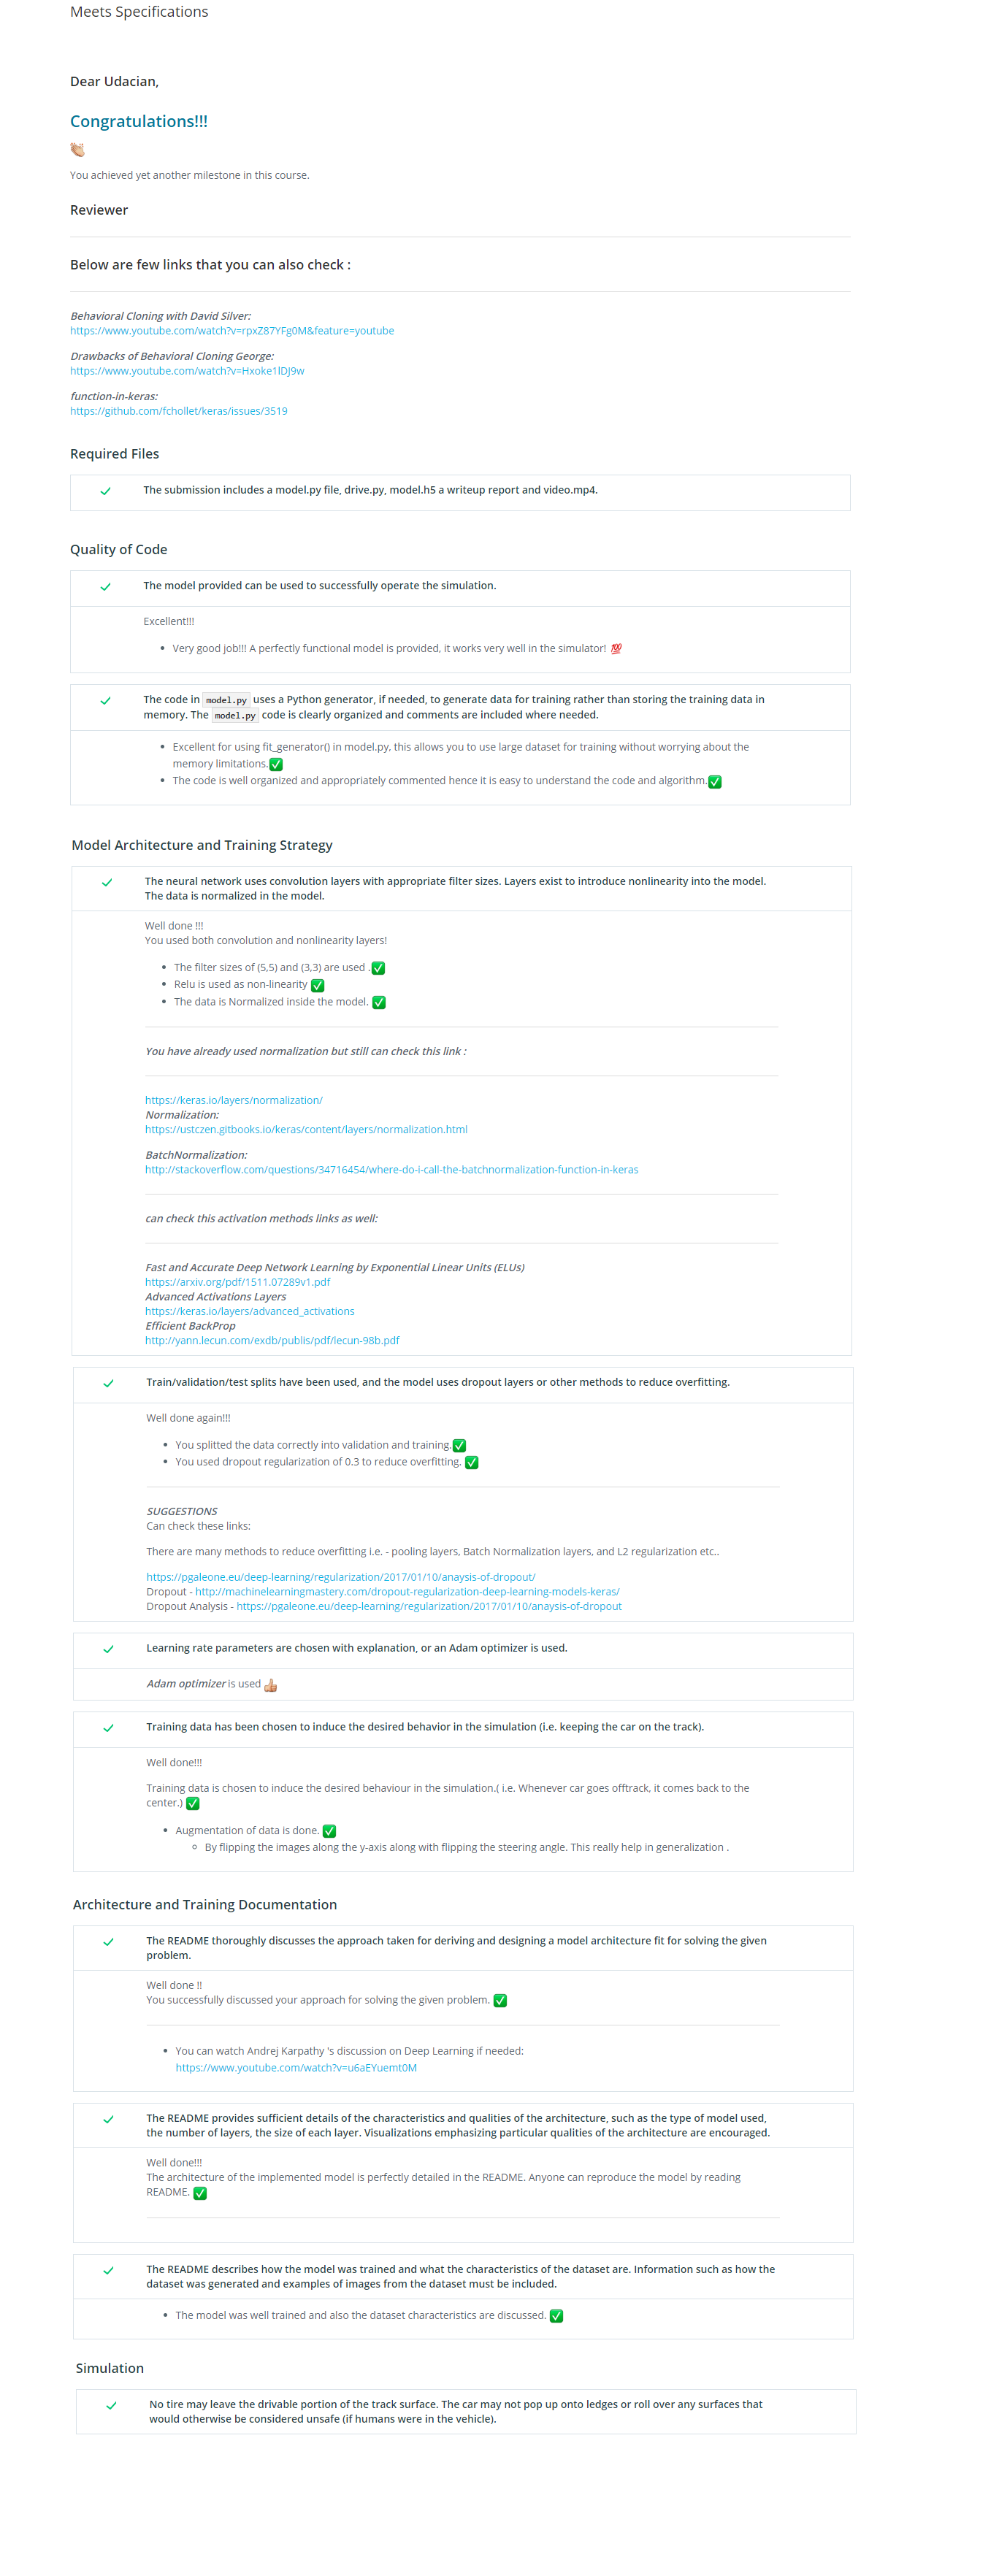 Meets Specifications
Dear Udacian,
Congratulations!!!
You achieved yet another milestone in this course.
Reviewer
Below are few links that you can also check :
Behavioral Cloning with David Silver:
https://www.youtube.com/watch?v=rpxZ87YFg0M&feature=youtube
Drawbacks of Behavioral Cloning George:
https://www.youtube.com/watch?v=Hxoke1lDJ9w
function-in-keras:
https://github.com/fchollet/keras/issues/3519
Required Files
The submission includes a model.py file, drive.py, model.h5 a writeup report and video.mp4.
Quality of Code
The model provided can be used to successfully operate the simulation.
Excellent!!!
• Very good job!!! A perfectly functional model is provided, it works very well in the simulator! 💯
The code in model.py uses a Python generator, if needed, to generate data for training rather than storing the training data in
memory. The model.py code is clearly organized and comments are included where needed.
• Excellent for using fit_generator() in model.py, this allows you to use large dataset for training without worrying about the
memory limitations.✅
• The code is well organized and appropriately commented hence it is easy to understand the code and algorithm.✅
Model Architecture and Training Strategy
The neural network uses convolution layers with appropriate filter sizes. Layers exist to introduce nonlinearity into the model.
The data is normalized in the model.
Well done !!!
You used both convolution and nonlinearity layers!
• The filter sizes of (5,5) and (3,3) are used .✅
• Relu is used as non-linearity ✅
• The data is Normalized inside the model. ✅
You have already used normalization but still can check this link :
https://keras.io/layers/normalization/
Normalization:
https://ustczen.gitbooks.io/keras/content/layers/normalization.html
BatchNormalization:
http://stackoverflow.com/questions/34716454/where-do-i-call-the-batchnormalization-function-in-keras
can check this activation methods links as well:
Fast and Accurate Deep Network Learning by Exponential Linear Units (ELUs)
https://arxiv.org/pdf/1511.07289v1.pdf
Advanced Activations Layers
https://keras.io/layers/advanced_activations
Efficient BackProp
http://yann.lecun.com/exdb/publis/pdf/lecun-98b.pdf
Train/validation/test splits have been used, and the model uses dropout layers or other methods to reduce overfitting.
Well done again!!!
• You splitted the data correctly into validation and training.✅
• You used dropout regularization of 0.3 to reduce overfitting. ✅
SUGGESTIONS
Can check these links:
There are many methods to reduce overfitting i.e. - pooling layers, Batch Normalization layers, and L2 regularization etc..
https://pgaleone.eu/deep-learning/regularization/2017/01/10/anaysis-of-dropout/
Dropout - http://machinelearningmastery.com/dropout-regularization-deep-learning-models-keras/
Dropout Analysis - https://pgaleone.eu/deep-learning/regularization/2017/01/10/anaysis-of-dropout
Learning rate parameters are chosen with explanation, or an Adam optimizer is used.
Adam optimizer is used 👍
Training data has been chosen to induce the desired behavior in the simulation (i.e. keeping the car on the track).
Well done!!!
Training data is chosen to induce the desired behaviour in the simulation.( i.e. Whenever car goes offtrack, it comes back to the
center.) ✅
• Augmentation of data is done. ✅
◦ By flipping the images along the y-axis along with flipping the steering angle. This really help in generalization .
Architecture and Training Documentation
The README thoroughly discusses the approach taken for deriving and designing a model architecture fit for solving the given
problem.
Well done !!
You successfully discussed your approach for solving the given problem. ✅
• You can watch Andrej Karpathy 's discussion on Deep Learning if needed:
https://www.youtube.com/watch?v=u6aEYuemt0M
The README provides sufficient details of the characteristics and qualities of the architecture, such as the type of model used,
the number of layers, the size of each layer. Visualizations emphasizing particular qualities of the architecture are encouraged.
Well done!!!
The architecture of the implemented model is perfectly detailed in the README. Anyone can reproduce the model by reading
README. ✅
The README describes how the model was trained and what the characteristics of the dataset are. Information such as how the
dataset was generated and examples of images from the dataset must be included.
• The model was well trained and also the dataset characteristics are discussed. ✅
Simulation
No tire may leave the drivable portion of the track surface. The car may not pop up onto ledges or roll over any surfaces that
would otherwise be considered unsafe (if humans were in the vehicle).